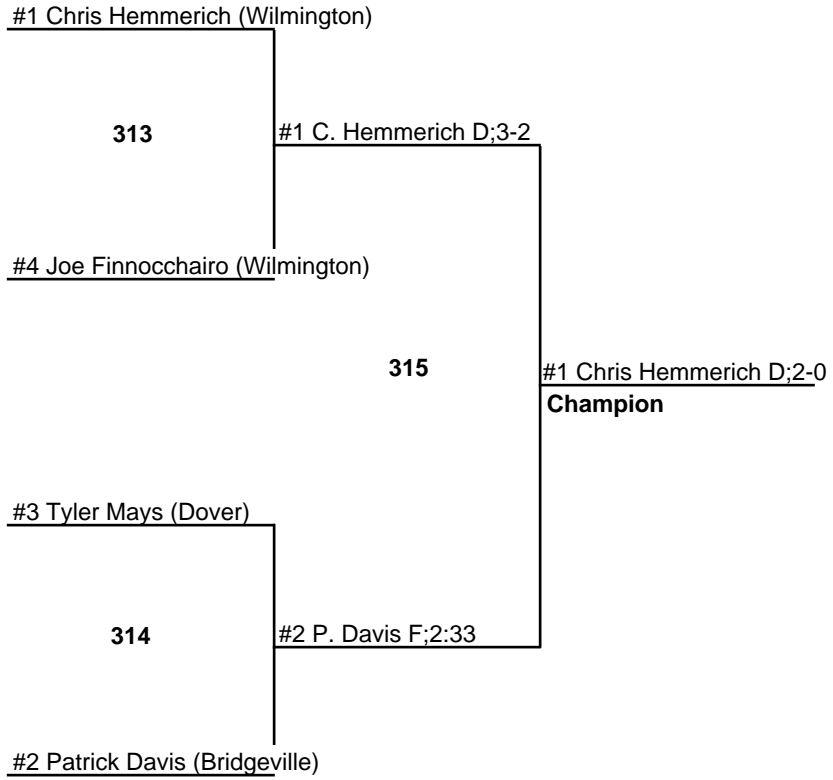 #1 Chris Hemmerich (Wilmington)
313
#1 C. Hemmerich D;3-2
#4 Joe Finnocchairo (Wilmington)
315
#1 Chris Hemmerich D;2-0
Champion
#3 Tyler Mays (Dover)
314
#2 P. Davis F;2:33
#2 Patrick Davis (Bridgeville)